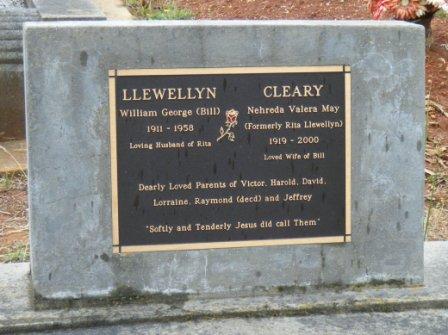 LLEWELLYN CLEARY
William George (Bill) Nehreda Valera May
1911 - 1958 (Formerly Rita Llewellyn)
Loving Husband of Rita 1919 - 2000
Loved Wife of Bill
Dearly Loved Parents of Victor, Harold, David,
Lorraine, Raymond (decd) and Jeffrey
"Softly and Tenderly Jesus did call Them"